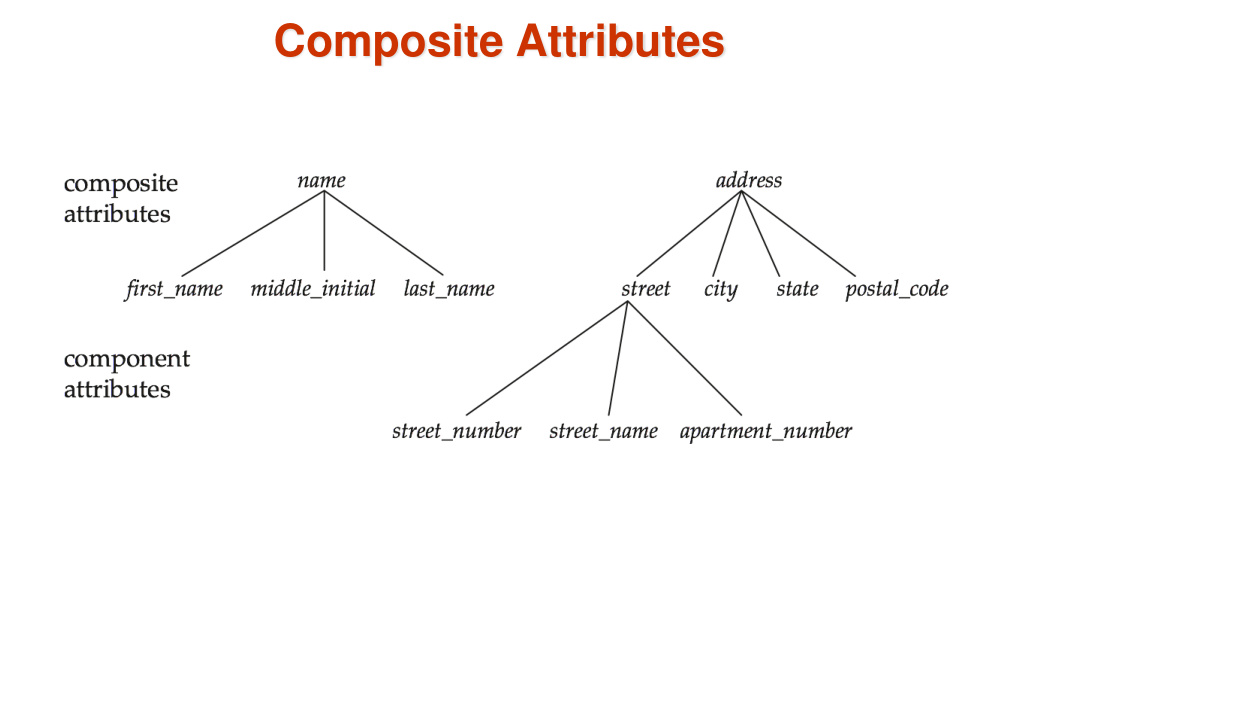 Composite Attributes
composite
attributes
name
address
first_name middle_initial last_name
street city state postal_code
component
attributes
street_number street_name apartment_number